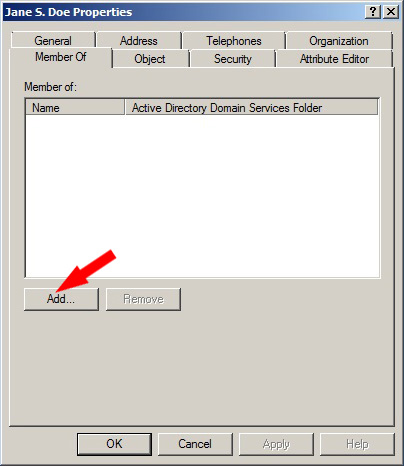 Jane S. Doe Properties
General Address Telephones Organization
Member Of Object Security Attribute Editor
Member of:
Name Active Directory Domain Services Folder
Add... Remove
OK Cancel Apply Help